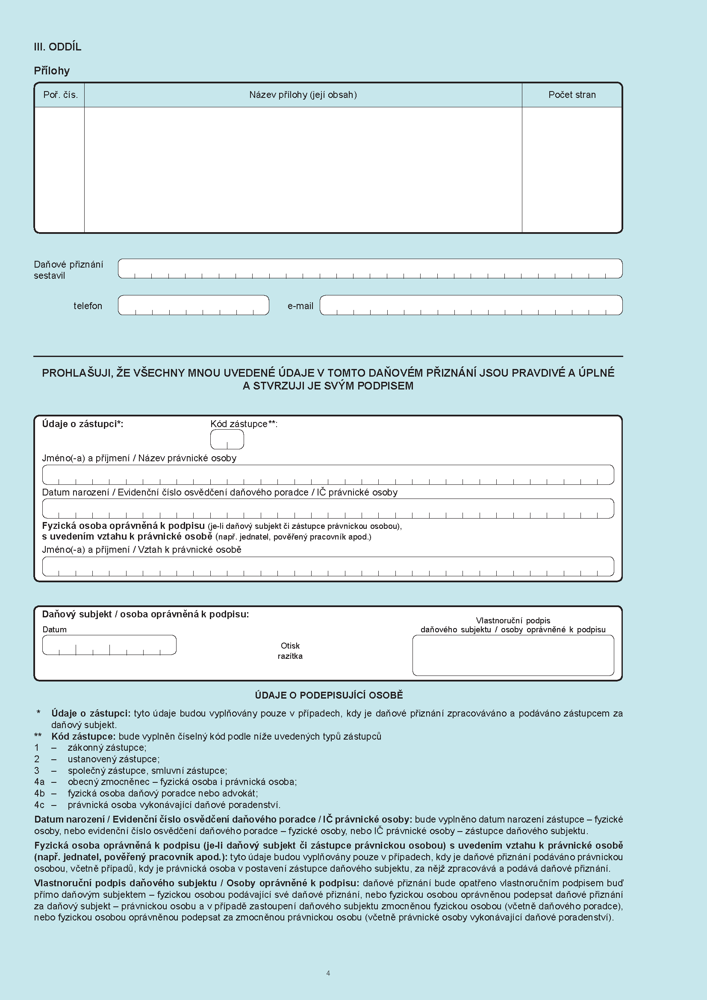 III. ODDÍL
Přílohy
Poř. čís. Název přílohy (její obsah) Počet stran
Daňové přiznání
sestavil
telefon e-mail
PROHLAŠUJI, ŽE VŠECHNY MNOU UVEDENÉ ÚDAJE V TOMTO DAŇOVÉM PŘIZNÁNÍ JSOU PRAVDIVÉ A ÚPLNÉ
A STVRZUJI JE SVÝM PODPISEM
Údaje o zástupci*: Kód zástupce**:
Jméno(-a) a příjmení / Název právnické osoby
Datum narození / Evidenční číslo osvědčení daňového poradce / IČ právnické osoby
Fyzická osoba oprávněná k podpisu (je-li daňový subjekt či zástupce právnickou osobou),
s uvedením vztahu k právnické osobě (např. jednatel, pověřený pracovník apod.)
Jméno(-a) a příjmení / Vztah k právnické osobě
Daňový subjekt / osoba oprávněná k podpisu:
Vlastnoruční podpis
Datum daňového subjektu / osoby oprávněné k podpisu
Otisk
razítka
ÚDAJE O PODEPISUJÍCÍ OSOBĚ
* Údaje o zástupci: tyto údaje budou vyplňovány pouze v případech, kdy je daňové přiznání zpracováváno a podáváno zástupcem za
daňový subjekt.
** Kód zástupce: bude vyplněn číselný kód podle níže uvedených typů zástupců
1 – zákonný zástupce;
2 – ustanovený zástupce;
3 – společný zástupce, smluvní zástupce;
4a – obecný zmocněnec – fyzická osoba i právnická osoba;
4b – fyzická osoba daňový poradce nebo advokát;
4c – právnická osoba vykonávající daňové poradenství.
Datum narození / Evidenční číslo osvědčení daňového poradce / IČ právnické osoby: bude vyplněno datum narození zástupce – fyzické
osoby, nebo evidenční číslo osvědčení daňového poradce – fyzické osoby, nebo IČ právnické osoby – zástupce daňového subjektu.
Fyzická osoba oprávněná k podpisu (je-li daňový subjekt či zástupce právnickou osobou) s uvedením vztahu k právnické osobě
(např. jednatel, pověřený pracovník apod.): tyto údaje budou vyplňovány pouze v případech, kdy je daňové přiznání podáváno právnickou
osobou, včetně případů, kdy je právnická osoba v postavení zástupce daňového subjektu, za nějž zpracovává a podává daňové přiznání.
Vlastnoruční podpis daňového subjektu / Osoby oprávněné k podpisu: daňové přiznání bude opatřeno vlastnoručním podpisem buď
přímo daňovým subjektem – fyzickou osobou podávající své daňové přiznání, nebo fyzickou osobou oprávněnou podepsat daňové přiznání
za daňový subjekt – právnickou osobu a v případě zastoupení daňového subjektu zmocněnou fyzickou osobou (včetně daňového poradce),
nebo fyzickou osobou oprávněnou podepsat za zmocněnou právnickou osobu (včetně právnické osoby vykonávající daňové poradenství).
4